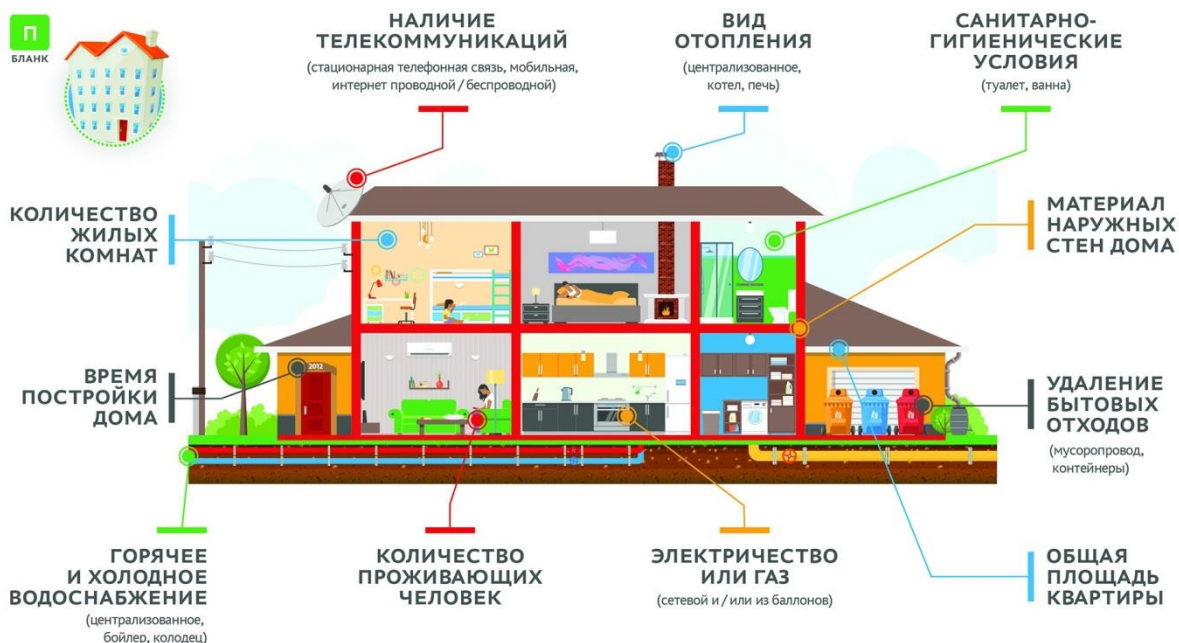 П
БЛАНК
НАЛИЧИЕ
ТЕЛЕКОММУНИКАЦИЙ
(стационарная телефонная связь, мобильная,
интернет проводной / беспроводной)
ВИД
ОТОПЛЕНИЯ
(централизованное,
котел, печь)
САНИТАРНО-
ГИГИЕНИЧЕСКИЕ
УСЛОВИЯ
(туалет, ванна)
КОЛИЧЕСТВО
ЖИЛЫХ
КОМНАТ
МАТЕРИАЛ
НАРУЖНЫХ
СТЕН ДОМА
ВРЕМЯ
ПОСТРОЙКИ
ДОМА
2012
УДАЛЕНИЕ
БЫТОВЫХ
ОТХОДОВ
(мусоропровод,
контейнеры)
ГОРЯЧЕЕ
И ХОЛОДНОЕ
ВОДОСНАБЖЕНИЕ
(централизованное,
бойлер, колодец)
КОЛИЧЕСТВО
ПРОЖИВАЮЩИХ
ЧЕЛОВЕК
ЭЛЕКТРИЧЕСТВО
ИЛИ ГАЗ
(сетевой и / или из баллонов)
ОБЩАЯ
ПЛОЩАДЬ
КВАРТИРЫ